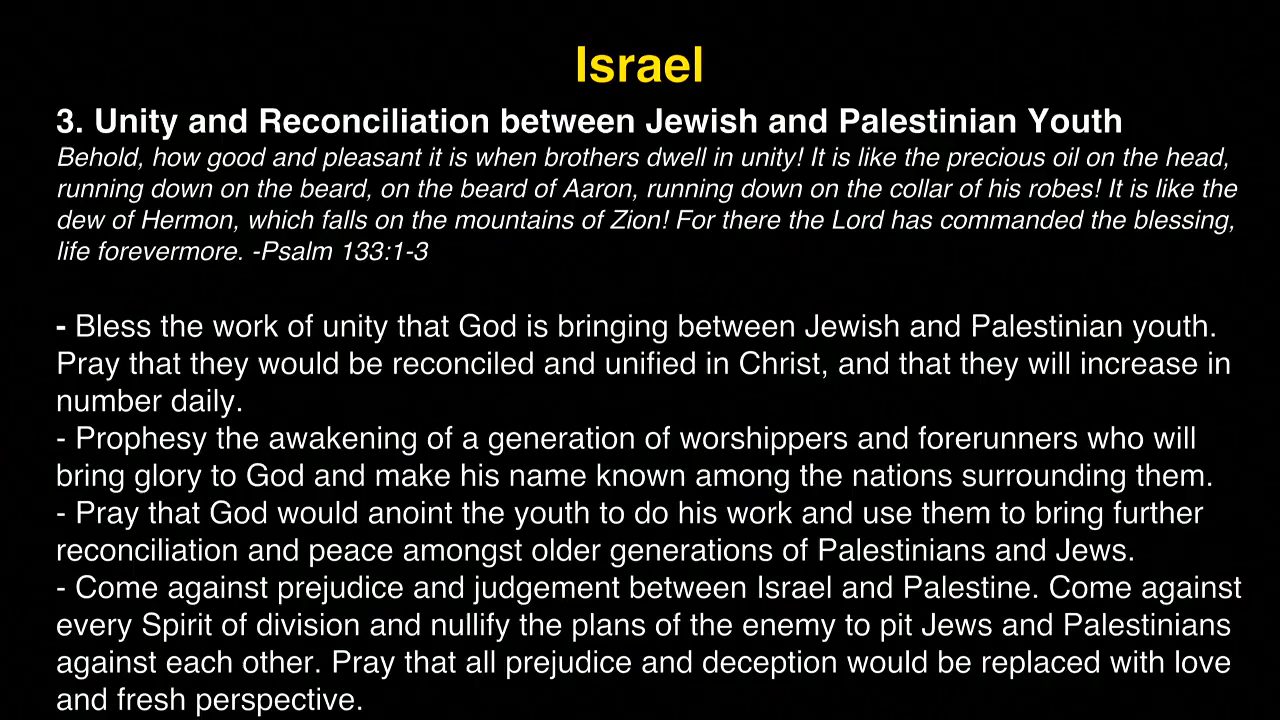 Israel
3. Unity and Reconciliation between Jewish and Palestinian Youth
Behold, how good and pleasant it is when brothers dwell in unity! It is like the precious oil on the head,
running down on the beard, on the beard of Aaron, running down on the collar of his robes! It is like the
dew of Hermon, which falls on the mountains of Zion! For there the Lord has commanded the blessing,
life forevermore. -Psalm 133:1-3
- Bless the work of unity that God is bringing between Jewish and Palestinian youth.
Pray that they would be reconciled and unified in Christ, and that they will increase in
number daily.
- Prophesy the awakening of a generation of worshippers and forerunners who will
bring glory to God and make his name known among the nations surrounding them.
- Pray that God would anoint the youth to do his work and use them to bring further
reconciliation and peace amongst older generations of Palestinians and Jews.
- Come against prejudice and judgement between Israel and Palestine. Come against
every Spirit of division and nullify the plans of the enemy to pit Jews and Palestinians
against each other. Pray that all prejudice and deception would be replaced with love
and fresh perspective.